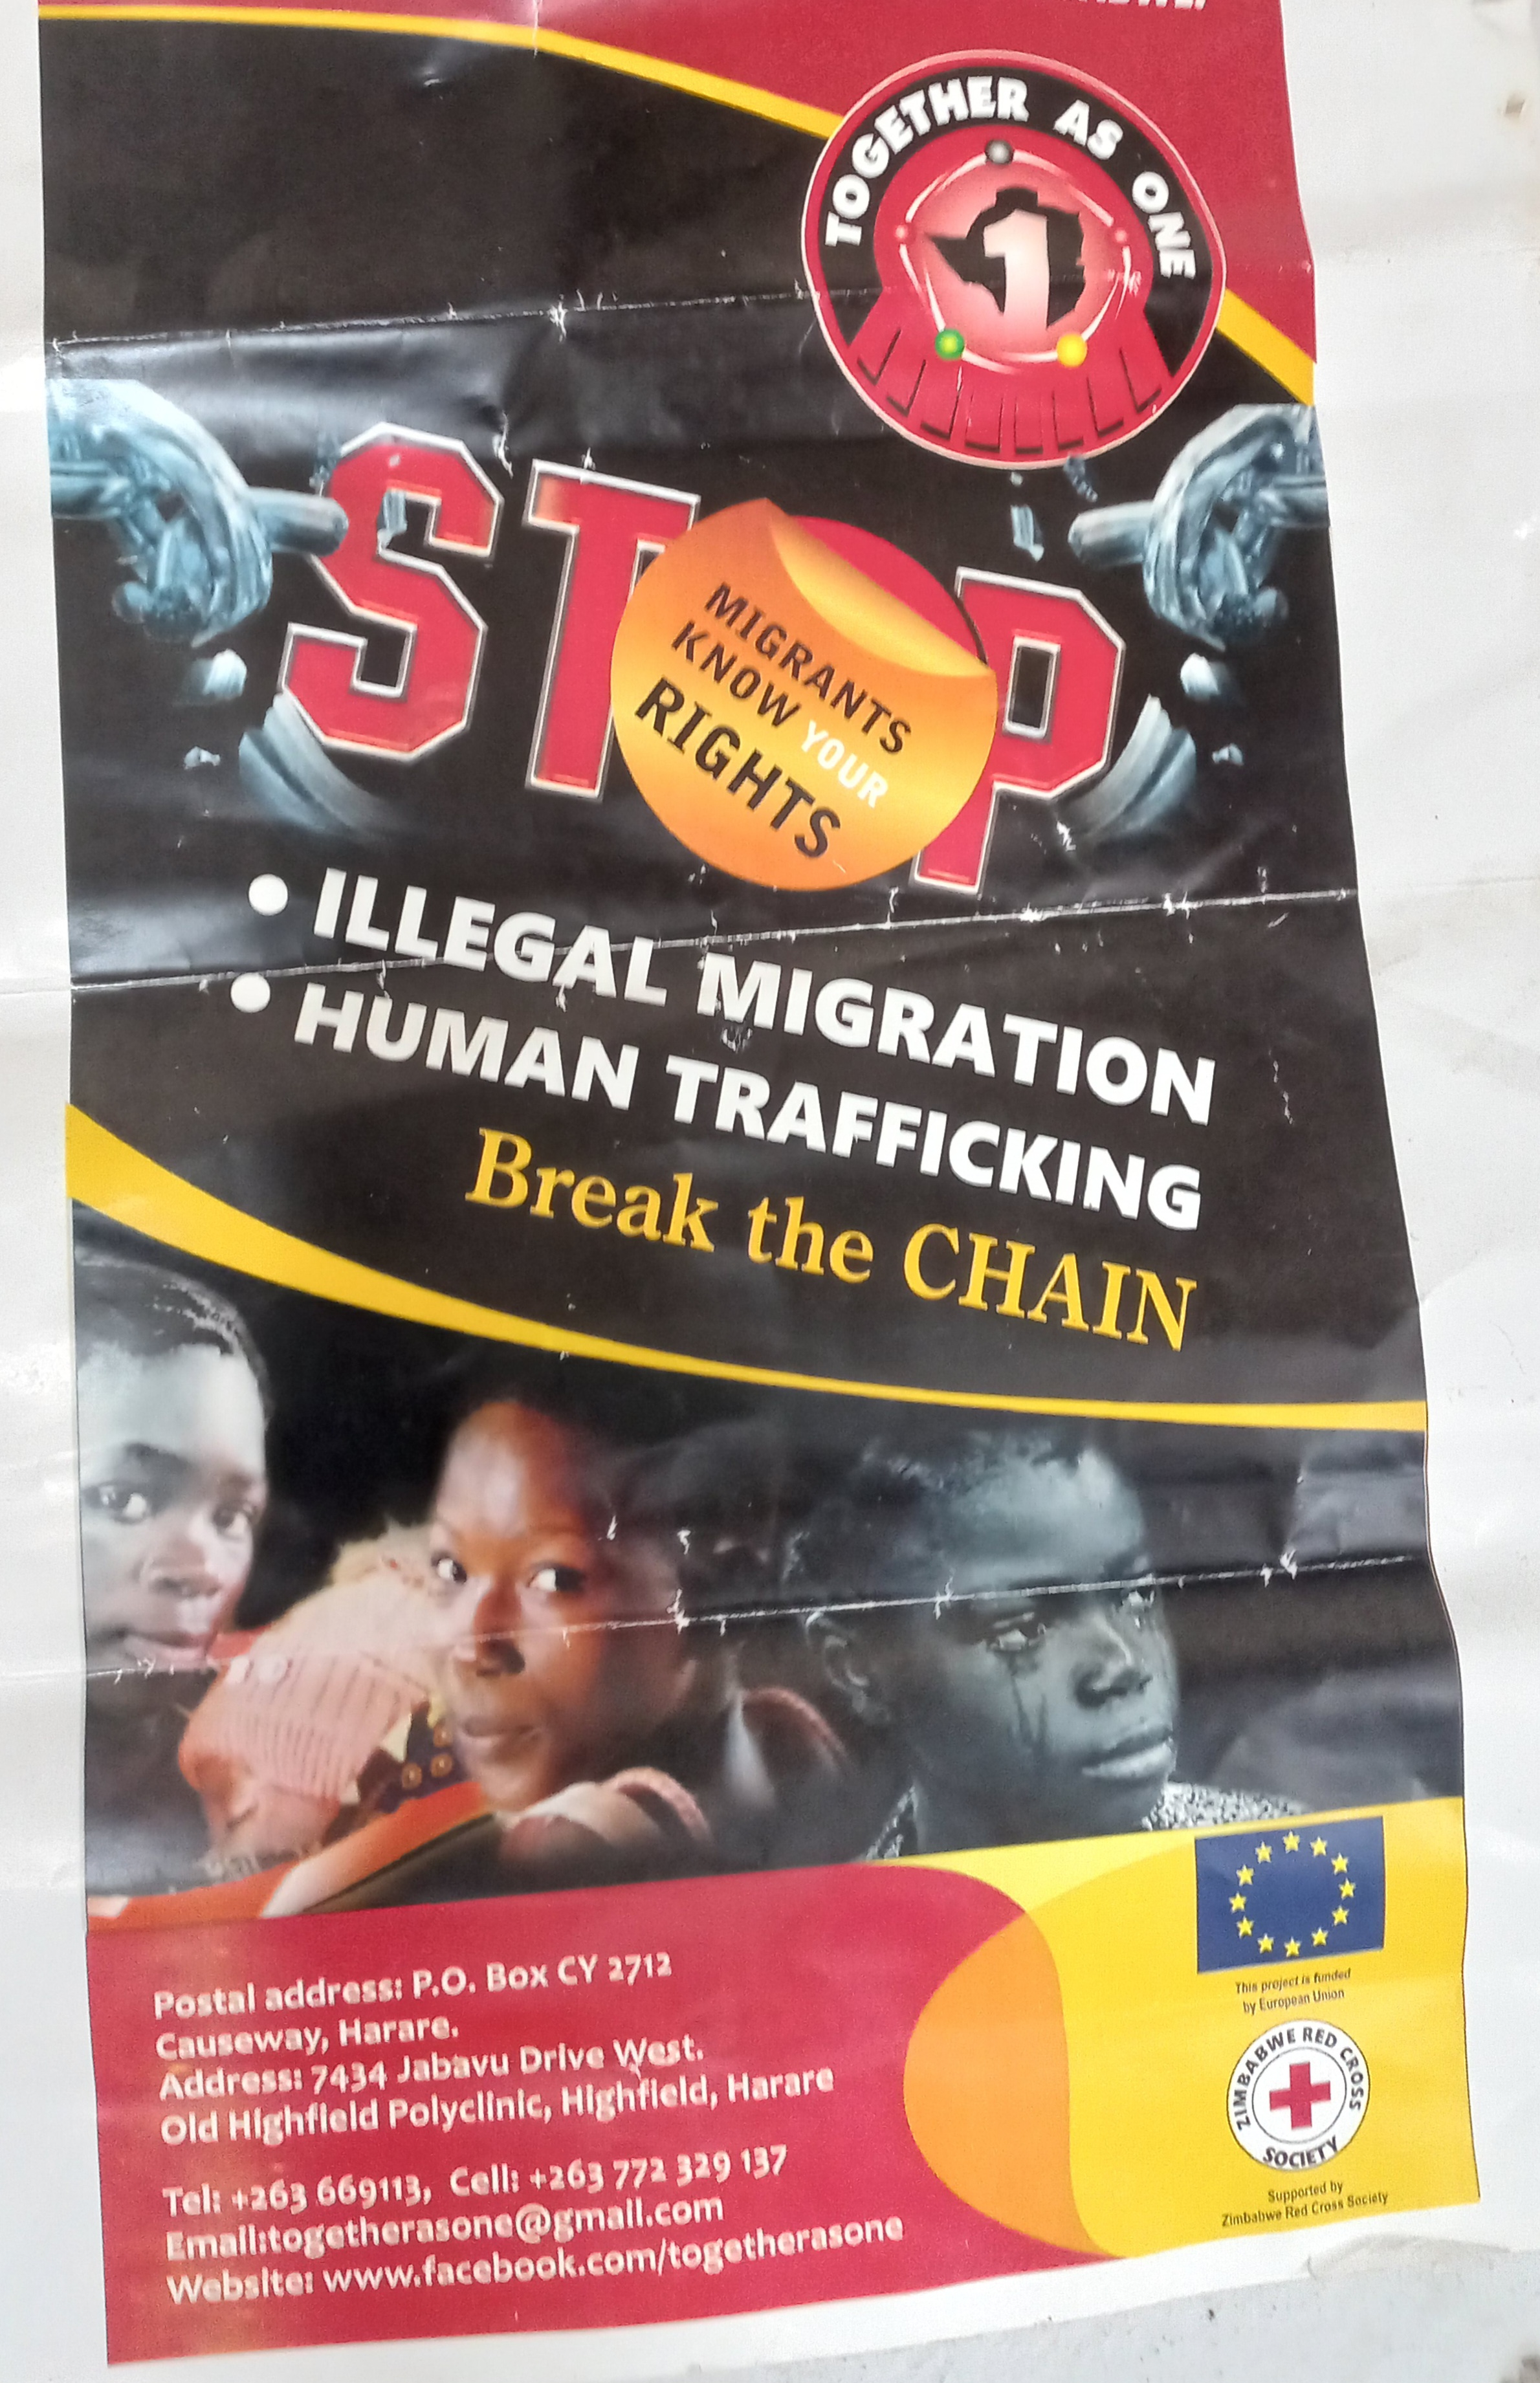 TOGETHER AS ONE
1
STOP
MIGRANTS
KNOW YOUR
RIGHTS
• ILLEGAL MIGRATION
• HUMAN TRAFFICKING
Break the CHAIN
Postal address: P.O. Box CY 2712
Causeway, Harare.
Address: 7434 Jabavu Drive West.
Old Highfield Polyclinic, Highfield, Harare
Tel: +263 669113, Cell: +263 772 329 137
Email:togetherasone@gmail.com
Website: www.facebook.com/togetherasone
This project is funded
by European Union
ZIMBABWE RED CROSS
SOCIETY
Supported by
Zimbabwe Red Cross Society